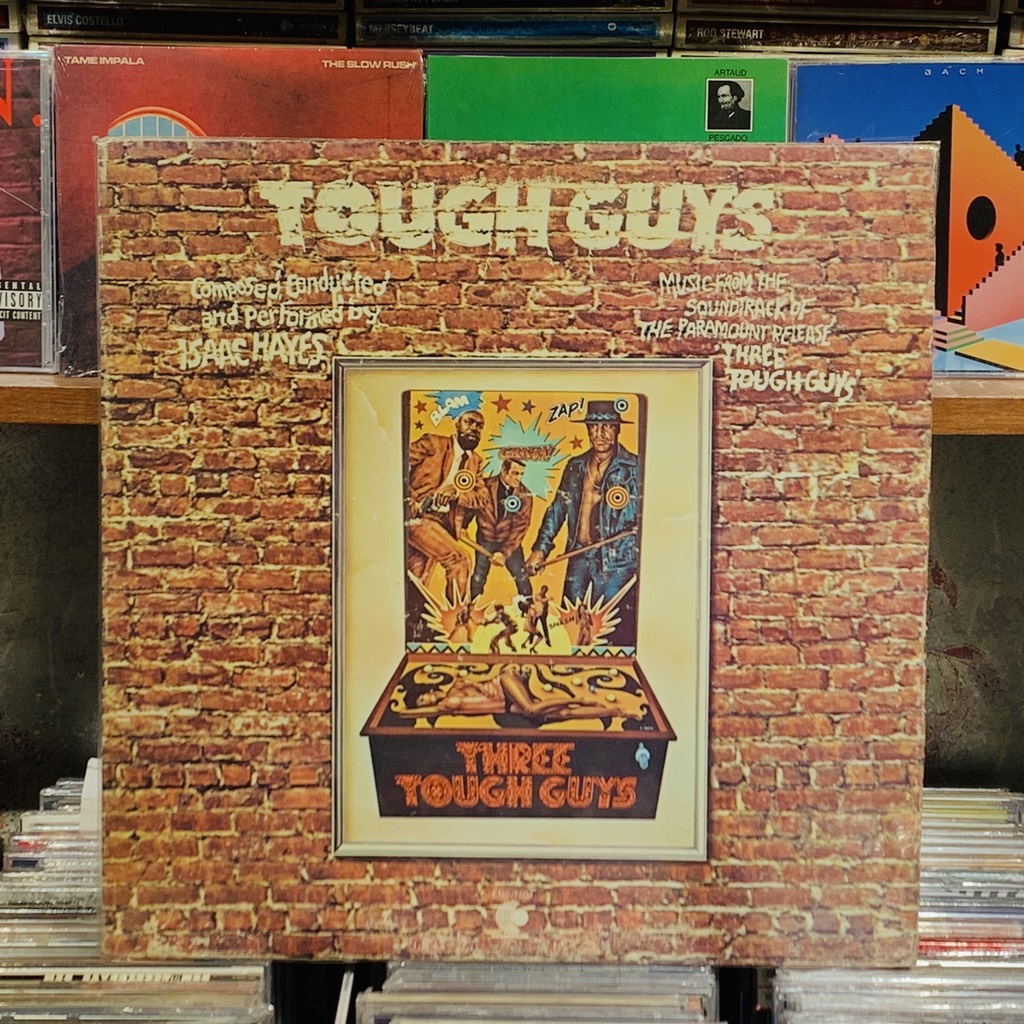 ELVIS COSTELLO
MERSEYBEAT
ROD STEWART
TAME IMPALA
THE SLOW RUSH
ARTAUD
PESCADO
BACH
TOUGH GUYS
Composed conducted
and performed by
ISAAC HAYES
MUSIC FROM THE
SOUNDTRACK OF
THE PARAMOUNT RELEASE
"THREE
TOUGH GUYS"
BLAM
ZAP!
SMASH
THREE
TOUGH GUYS